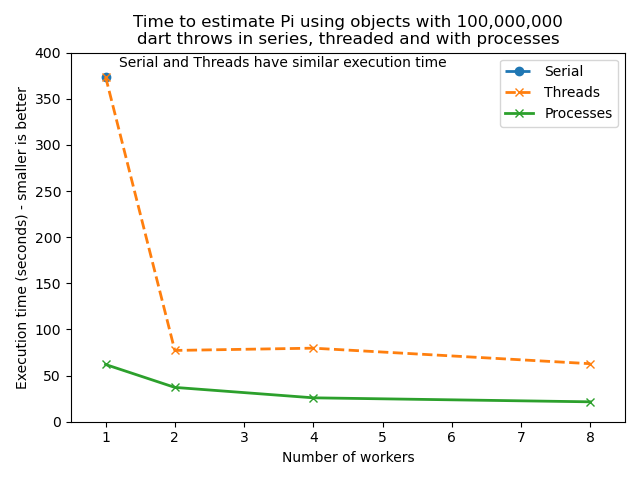 Time to estimate Pi using objects with 100,000,000
dart throws in series, threaded and with processes
Serial and Threads have similar execution time
Serial
Threads
Processes
Execution time (seconds) - smaller is better
400
350
300
250
200
150
100
50
0
1 2 3 4 5 6 7 8
Number of workers